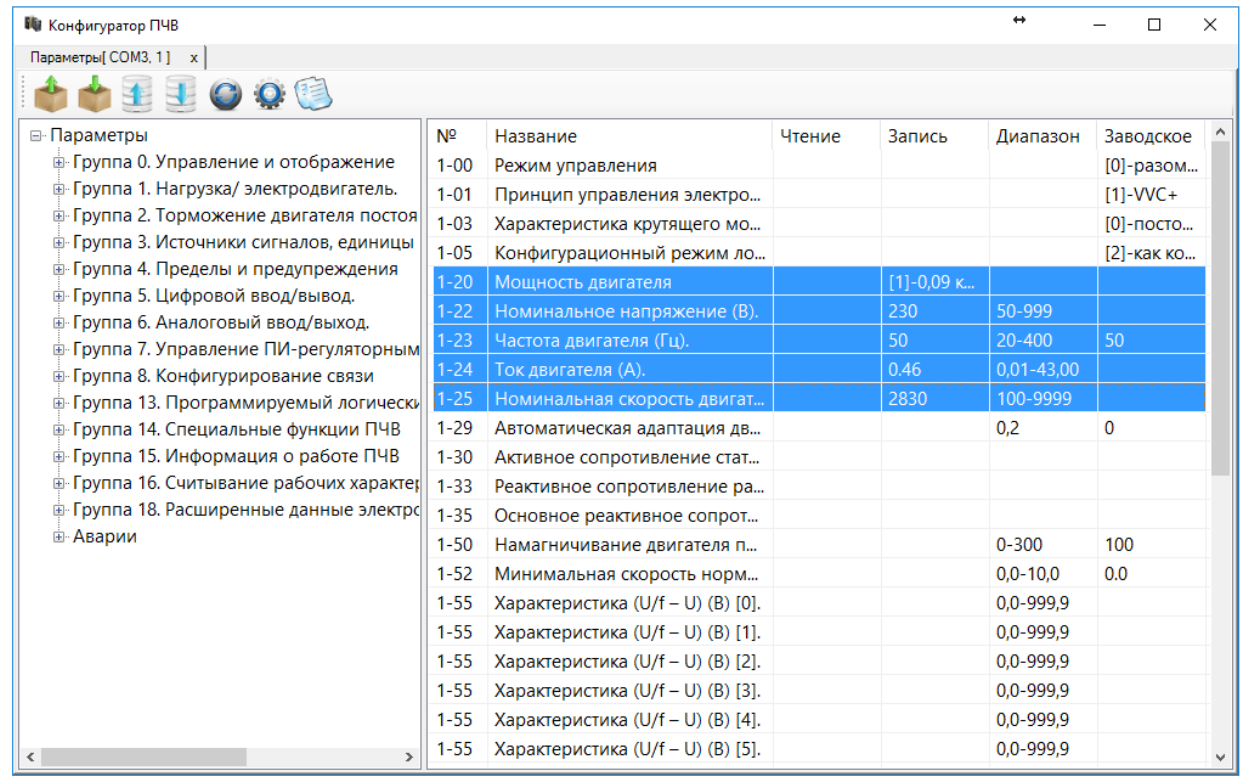 Конфигуратор ПЧВ
Параметры[ COM3, 1 ] x
Параметры
Группа 0. Управление и отображение
Группа 1. Нагрузка/ электродвигатель.
Группа 2. Торможение двигателя постоя
Группа 3. Источники сигналов, единицы
Группа 4. Пределы и предупреждения
Группа 5. Цифровой ввод/вывод.
Группа 6. Аналоговый ввод/выход.
Группа 7. Управление ПИ-регуляторным
Группа 8. Конфигурирование связи
Группа 13. Программируемый логически
Группа 14. Специальные функции ПЧВ
Группа 15. Информация о работе ПЧВ
Группа 16. Считывание рабочих характер
Группа 18. Расширенные данные электро
Аварии
№ Название Чтение Запись Диапазон Заводское
1-00 Режим управления [0]-разом...
1-01 Принцип управления электро... [1]-VVC+
1-03 Характеристика крутящего мо... [0]-посто...
1-05 Конфигурационный режим ло... [2]-как ко...
1-20 Мощность двигателя [1]-0,09 к...
1-22 Номинальное напряжение (В). 230 50-999
1-23 Частота двигателя (Гц). 50 20-400 50
1-24 Ток двигателя (А). 0.46 0,01-43,00
1-25 Номинальная скорость двигат... 2830 100-9999
1-29 Автоматическая адаптация дв... 0,2 0
1-30 Активное сопротивление стат...
1-33 Реактивное сопротивление ра...
1-35 Основное реактивное сопрот...
1-50 Намагничивание двигателя п... 0-300 100
1-52 Минимальная скорость норм... 0,0-10,0 0.0
1-55 Характеристика (U/f – U) (В) [0]. 0,0-999,9
1-55 Характеристика (U/f – U) (В) [1]. 0,0-999,9
1-55 Характеристика (U/f – U) (В) [2]. 0,0-999,9
1-55 Характеристика (U/f – U) (В) [3]. 0,0-999,9
1-55 Характеристика (U/f – U) (В) [4]. 0,0-999,9
1-55 Характеристика (U/f – U) (В) [5]. 0,0-999,9